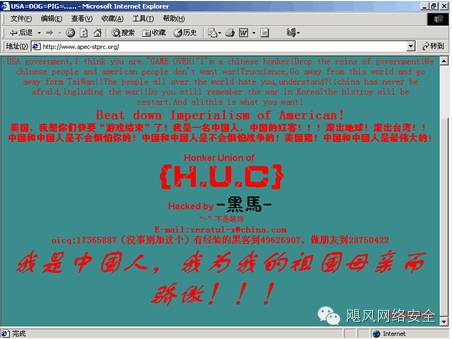 USA=DOG=PIG=...... - Microsoft Internet Explorer
文件(F) 编辑(E) 查看(V) 收藏(A) 工具(T) 帮助(H)
后退 搜索 收藏 历史
地址(D) http://www.apec-stprc.org/ 转到
USA government,I think you are "GAME OVER!"I'm a chinese honker!Drop the reins of government!We
chinese people and american people don't want war!Truculence,Go away from this world and go
away form TaiWan!!The people all over the world hate you,understand?!china has never be
afraid,ingluding the war!!Do you still remember the war in Korea?the histroy will be
restart.And allthis is what you want!
Beat down Imperialism of American!
美国，我想你们快要“游戏结束”了！我是一名中国人，中国的红客！！！滚出地球！滚出台湾！！
中国和中国人是不会惧怕你的！中国和中国人是不会惧怕战争的！美国猪！中国和中国人是最伟大的！
Honker Union of
{H.U.C}
Hacked by -黑馬-
E-mail:xeratul-x@china.com
oicq:17365887（没事别加这个）有经验的黑客到49626907，做朋友到28750422
我是中國人，我为我的祖国母亲而
骄傲！！！
飓风网络安全
完成 Internet